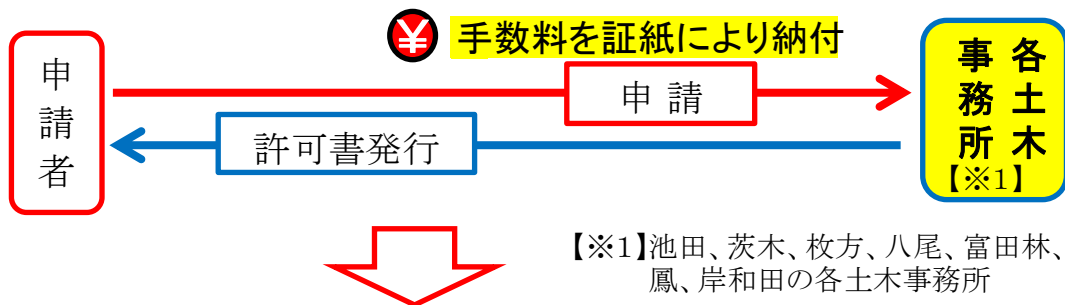 ¥ 手数料を証紙により納付
申請者
申 請
許可書発行
各土木
事務所
【※1】
【※1】池田、茨木、枚方、八尾、富田林、
鳳、岸和田の各土木事務所